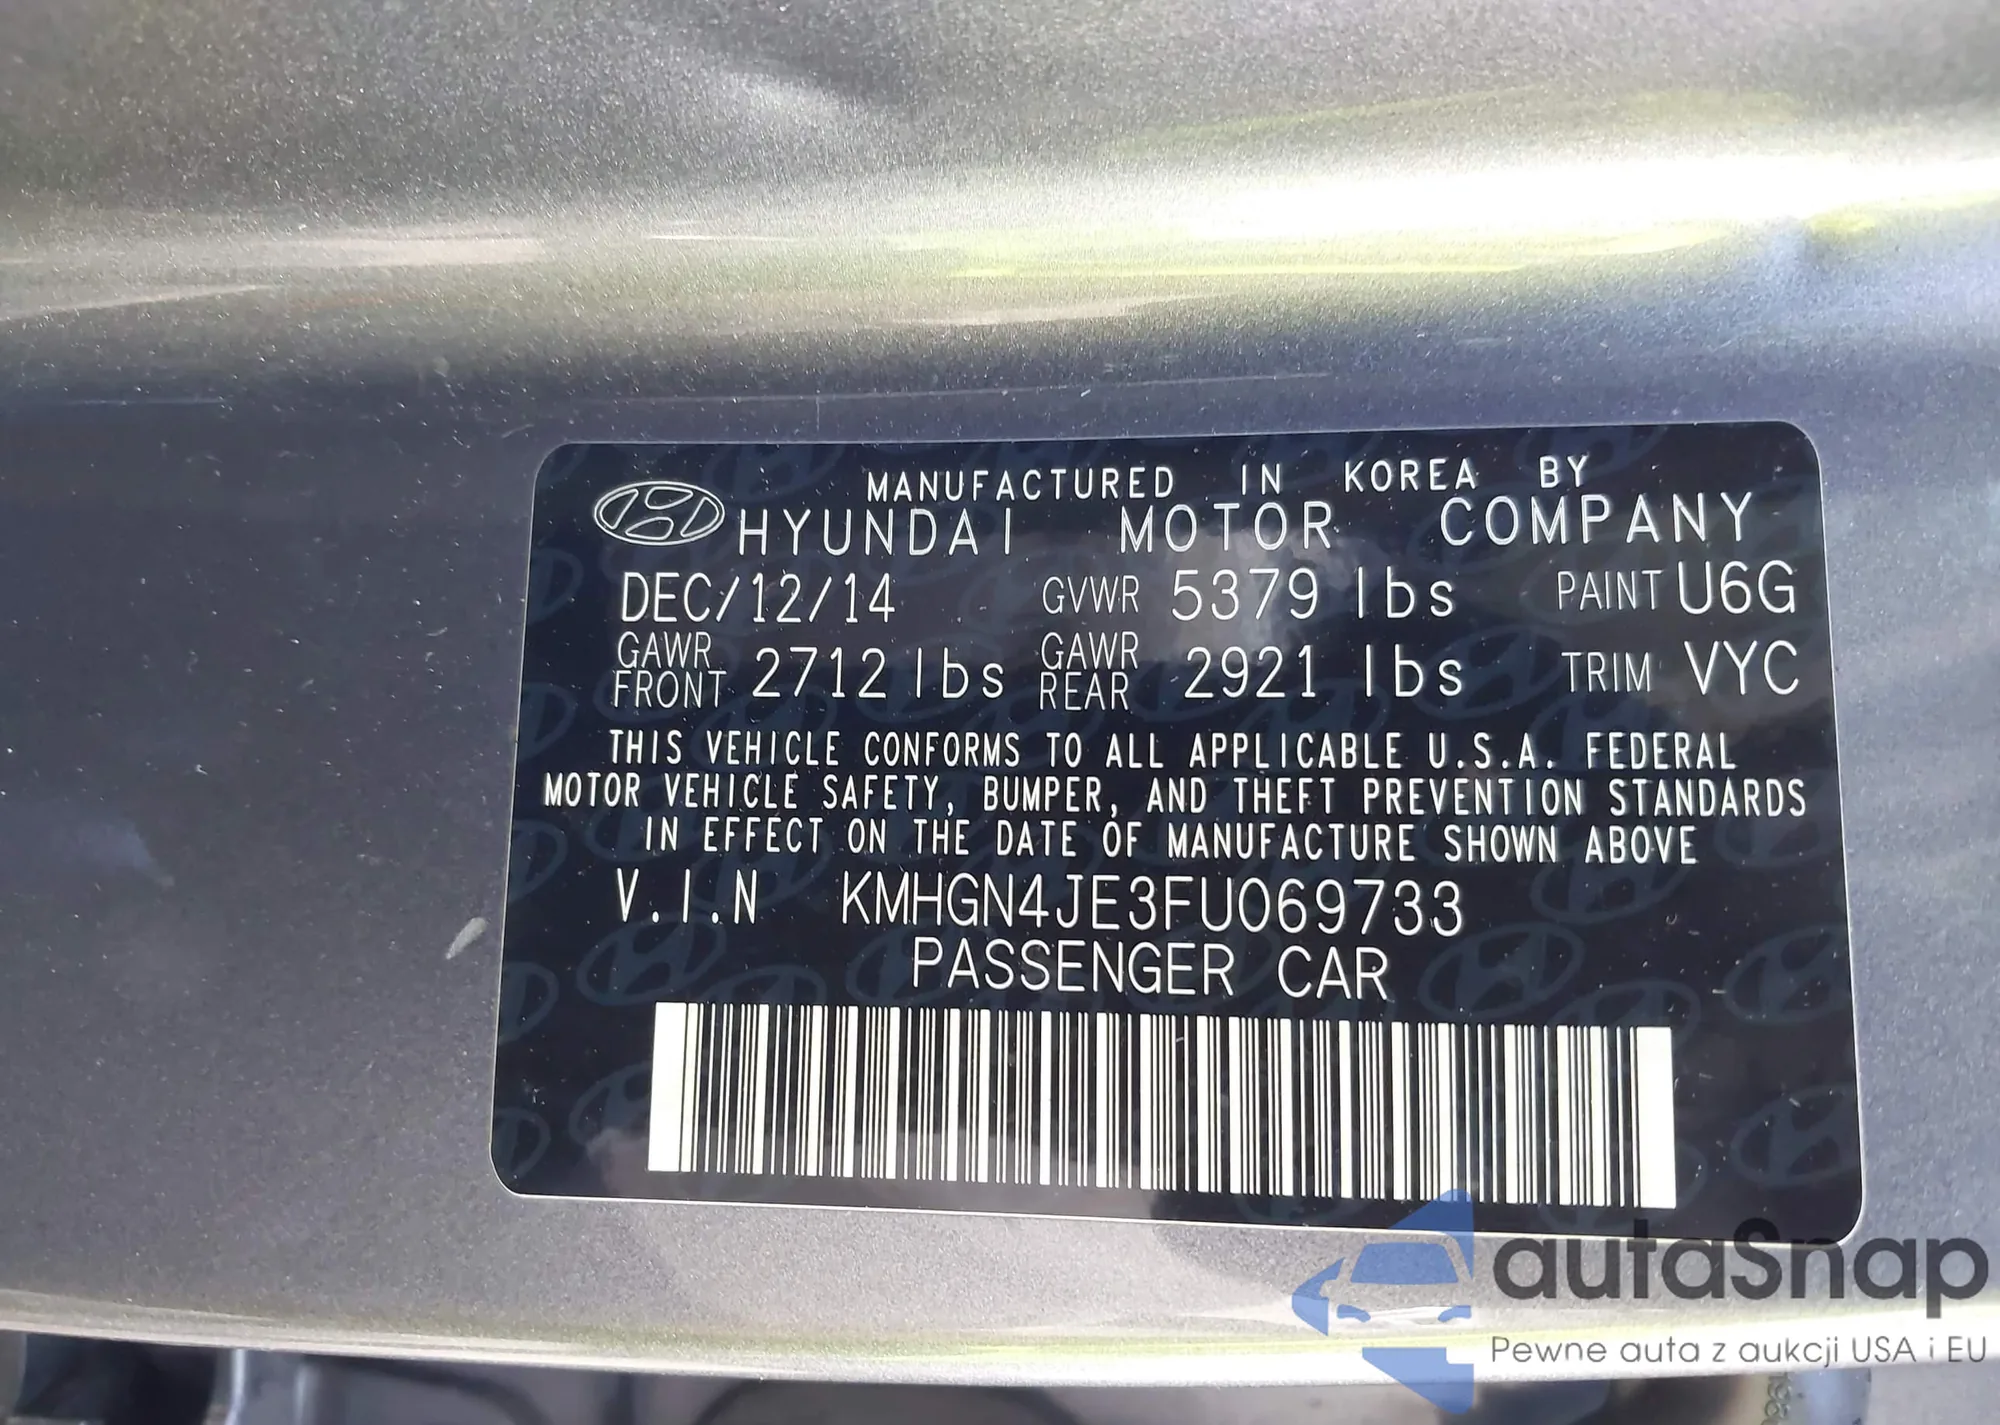 MANUFACTURED IN KOREA BY
HYUNDAI MOTOR COMPANY
DEC/12/14 GVWR 5379 lbs PAINT U6G
GAWR FRONT 2712 lbs GAWR REAR 2921 lbs TRIM VYC
THIS VEHICLE CONFORMS TO ALL APPLICABLE U.S.A. FEDERAL
MOTOR VEHICLE SAFETY, BUMPER, AND THEFT PREVENTION STANDARDS
IN EFFECT ON THE DATE OF MANUFACTURE SHOWN ABOVE
V.I.N KMHGN4JE3FU069733
PASSENGER CAR
autaSnap
Pewne auta z aukcji USA i EU